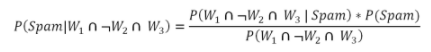 P(Spam|W₁ ∩ ¬W₂ ∩ W₃) = P(W₁ ∩ ¬W₂ ∩ W₃ | Spam) * P(Spam)
P(W₁ ∩ ¬W₂ ∩ W₃)